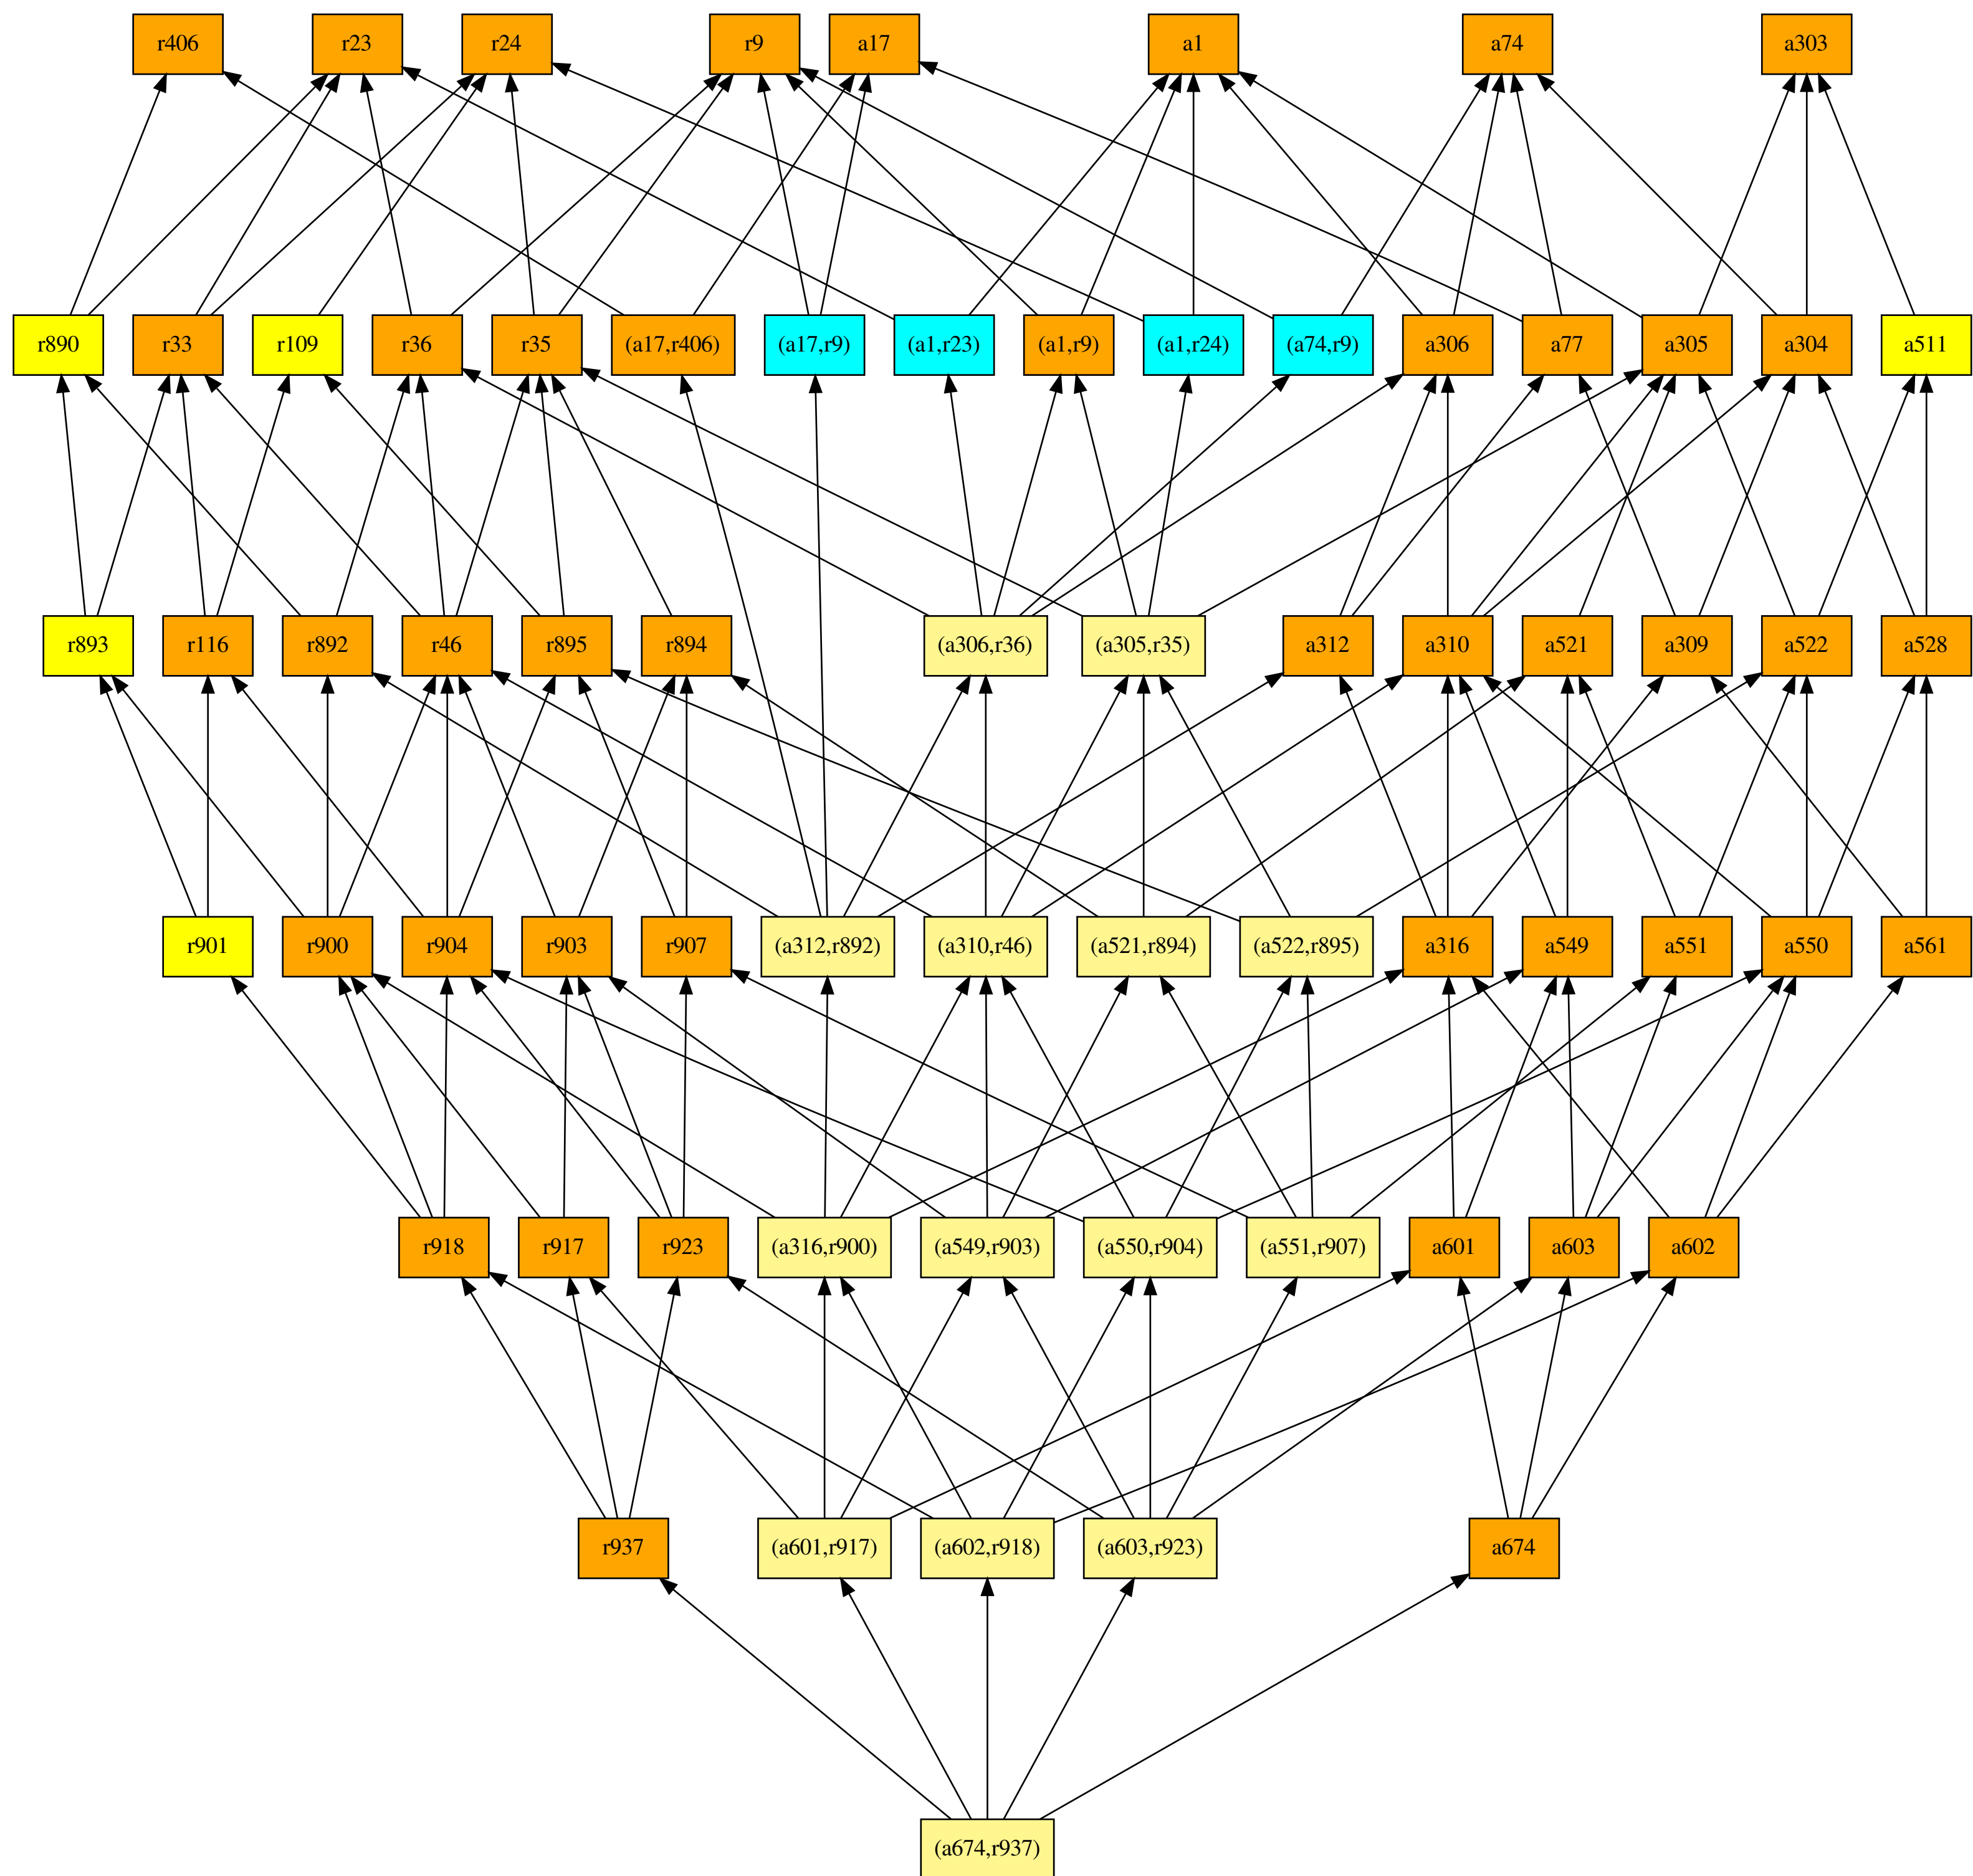 r406
r23
r24
r9
a17
a1
a74
a303
r890
r33
r109
r36
r35
(a17,r406)
(a17,r9)
(a1,r23)
(a1,r9)
(a1,r24)
(a74,r9)
a306
a77
a305
a304
a511
r893
r116
r892
r46
r895
r894
(a306,r36)
(a305,r35)
a312
a310
a521
a309
a522
a528
r901
r900
r904
r903
r907
(a312,r892)
(a310,r46)
(a521,r894)
(a522,r895)
a316
a549
a551
a550
a561
r918
r917
r923
(a316,r900)
(a549,r903)
(a550,r904)
(a551,r907)
a601
a603
a602
r937
(a601,r917)
(a602,r918)
(a603,r923)
a674
(a674,r937)